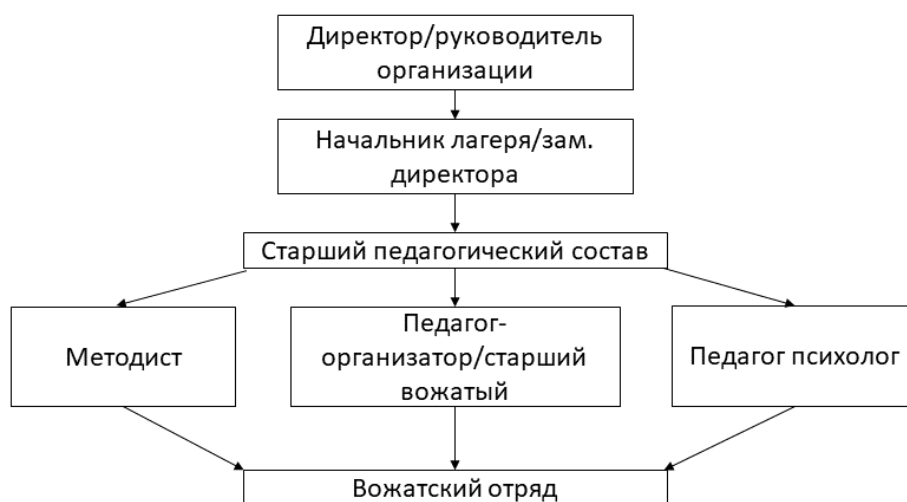 Директор/руководитель
организации
Начальник лагеря/зам.
директора
Старший педагогический состав
Методист
Педагог-
организатор/старший
вожатый
Педагог психолог
Вожатский отряд